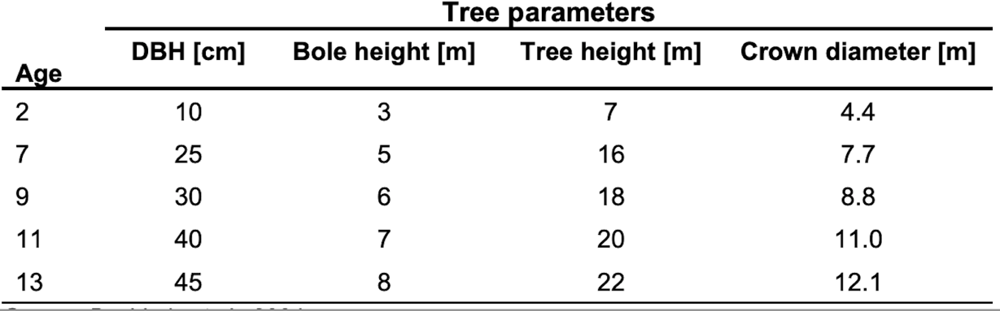 Tree parameters
DBH [cm] Bole height [m] Tree height [m] Crown diameter [m]
Age
2 10 3 7 4.4
7 25 5 16 7.7
9 30 6 18 8.8
11 40 7 20 11.0
13 45 8 22 12.1